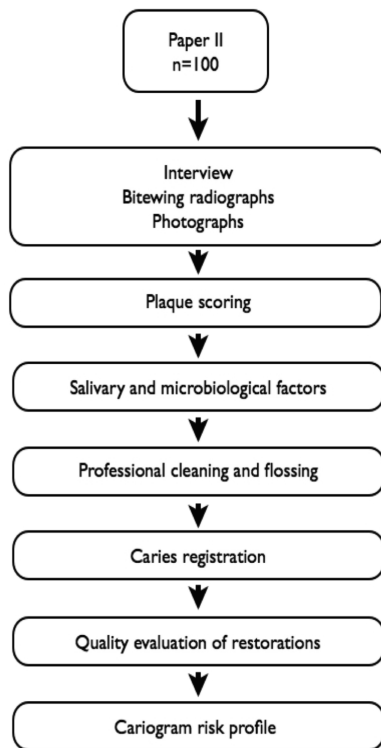 Paper II
n=100
Interview
Bitewing radiographs
Photographs
Plaque scoring
Salivary and microbiological factors
Professional cleaning and flossing
Caries registration
Quality evaluation of restorations
Cariogram risk profile